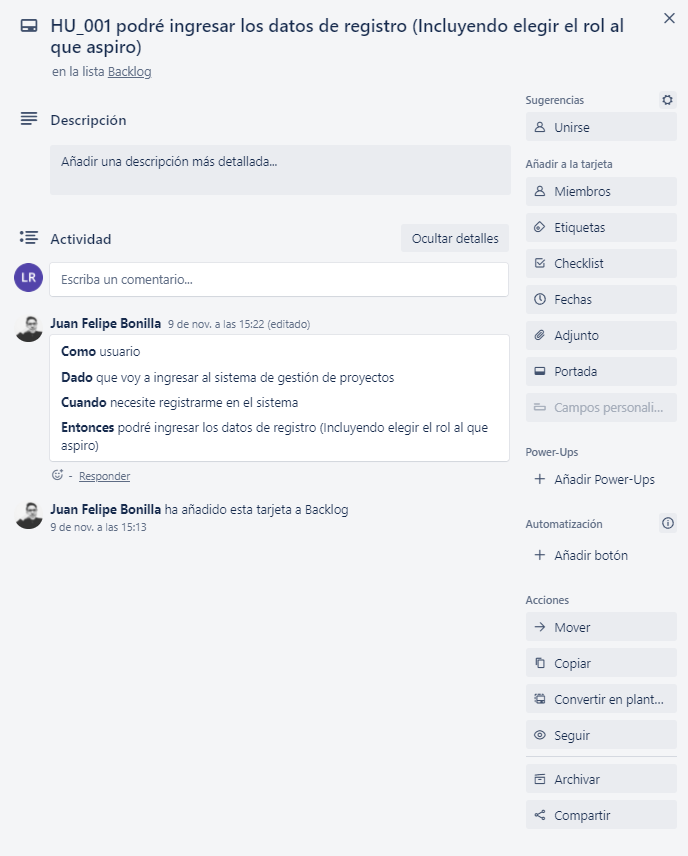 HU_001 podré ingresar los datos de registro (Incluyendo elegir el rol al
que aspiro)
en la lista Backlog
Descripción
Añadir una descripción más detallada...
Actividad
Ocultar detalles
LR
Escriba un comentario...
Juan Felipe Bonilla 9 de nov. a las 15:22 (editado)
Como usuario
Dado que voy a ingresar al sistema de gestión de proyectos
Cuando necesite registrarme en el sistema
Entonces podré ingresar los datos de registro (Incluyendo elegir el rol al que
aspiro)
- Responder
Juan Felipe Bonilla ha añadido esta tarjeta a Backlog
9 de nov. a las 15:13
Sugerencias
Unirse
Añadir a la tarjeta
Miembros
Etiquetas
Checklist
Fechas
Adjunto
Portada
Campos personali...
Power-Ups
+ Añadir Power-Ups
Automatización
+ Añadir botón
Acciones
Mover
Copiar
Convertir en plant...
Seguir
Archivar
Compartir